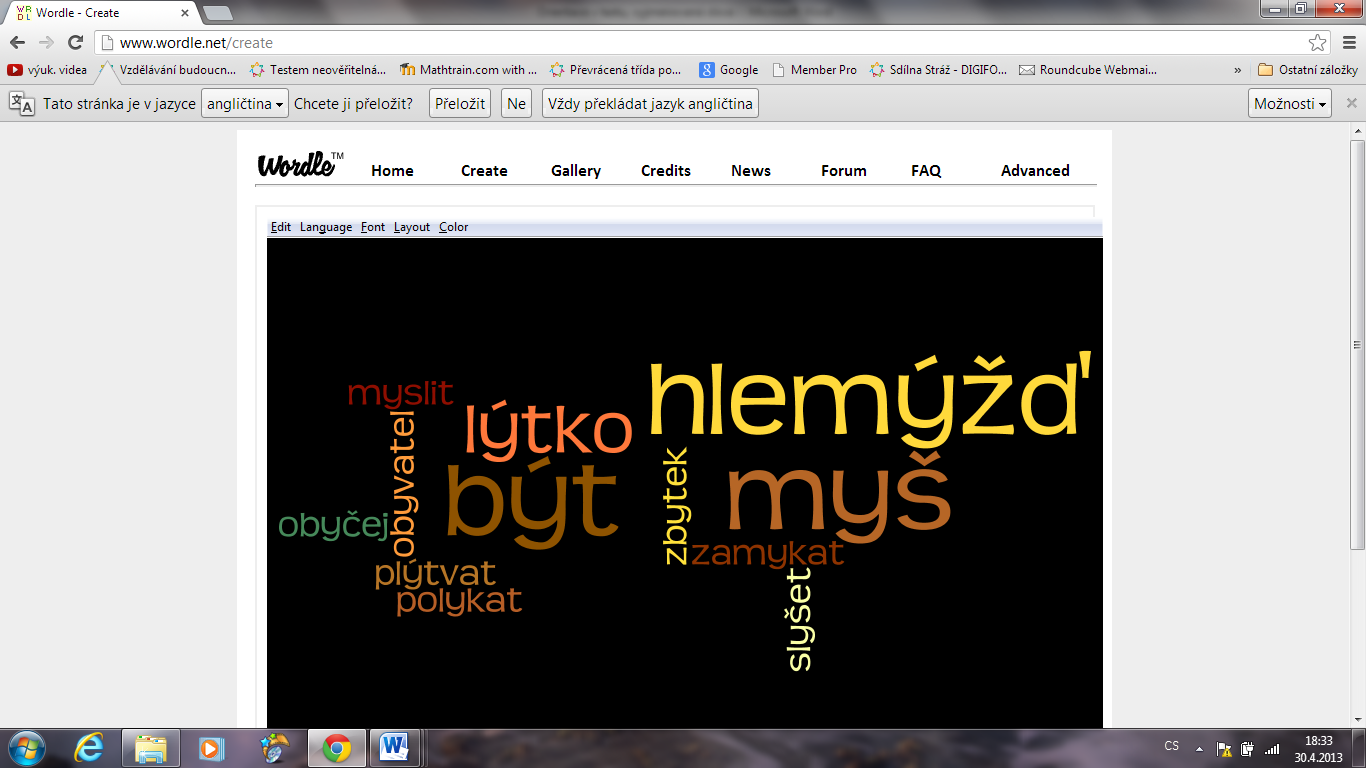 Wordle - Create
www.wordle.net/create
výuk. videa
Vzdělávání budoucn...
Testem neověřitelná...
Mathtrain.com with ...
Převrácená třída po...
Google
Member Pro
Sdílna Stráž - DIGIFO...
Roundcube Webmai...
»
Ostatní záložky
Tato stránka je v jazyce angličtina Chcete ji přeložit? Přeložit Ne Vždy překládat jazyk angličtina Možnosti
Wordle™ Home Create Gallery Credits News Forum FAQ Advanced
Edit Language Font Layout Color
hlemýžď
myslit
lýtko
obyvatel
být
zbytek
myš
obyčej
zamykat
plýtvat
polykat
slyšet
CS
18:33
30.4.2013